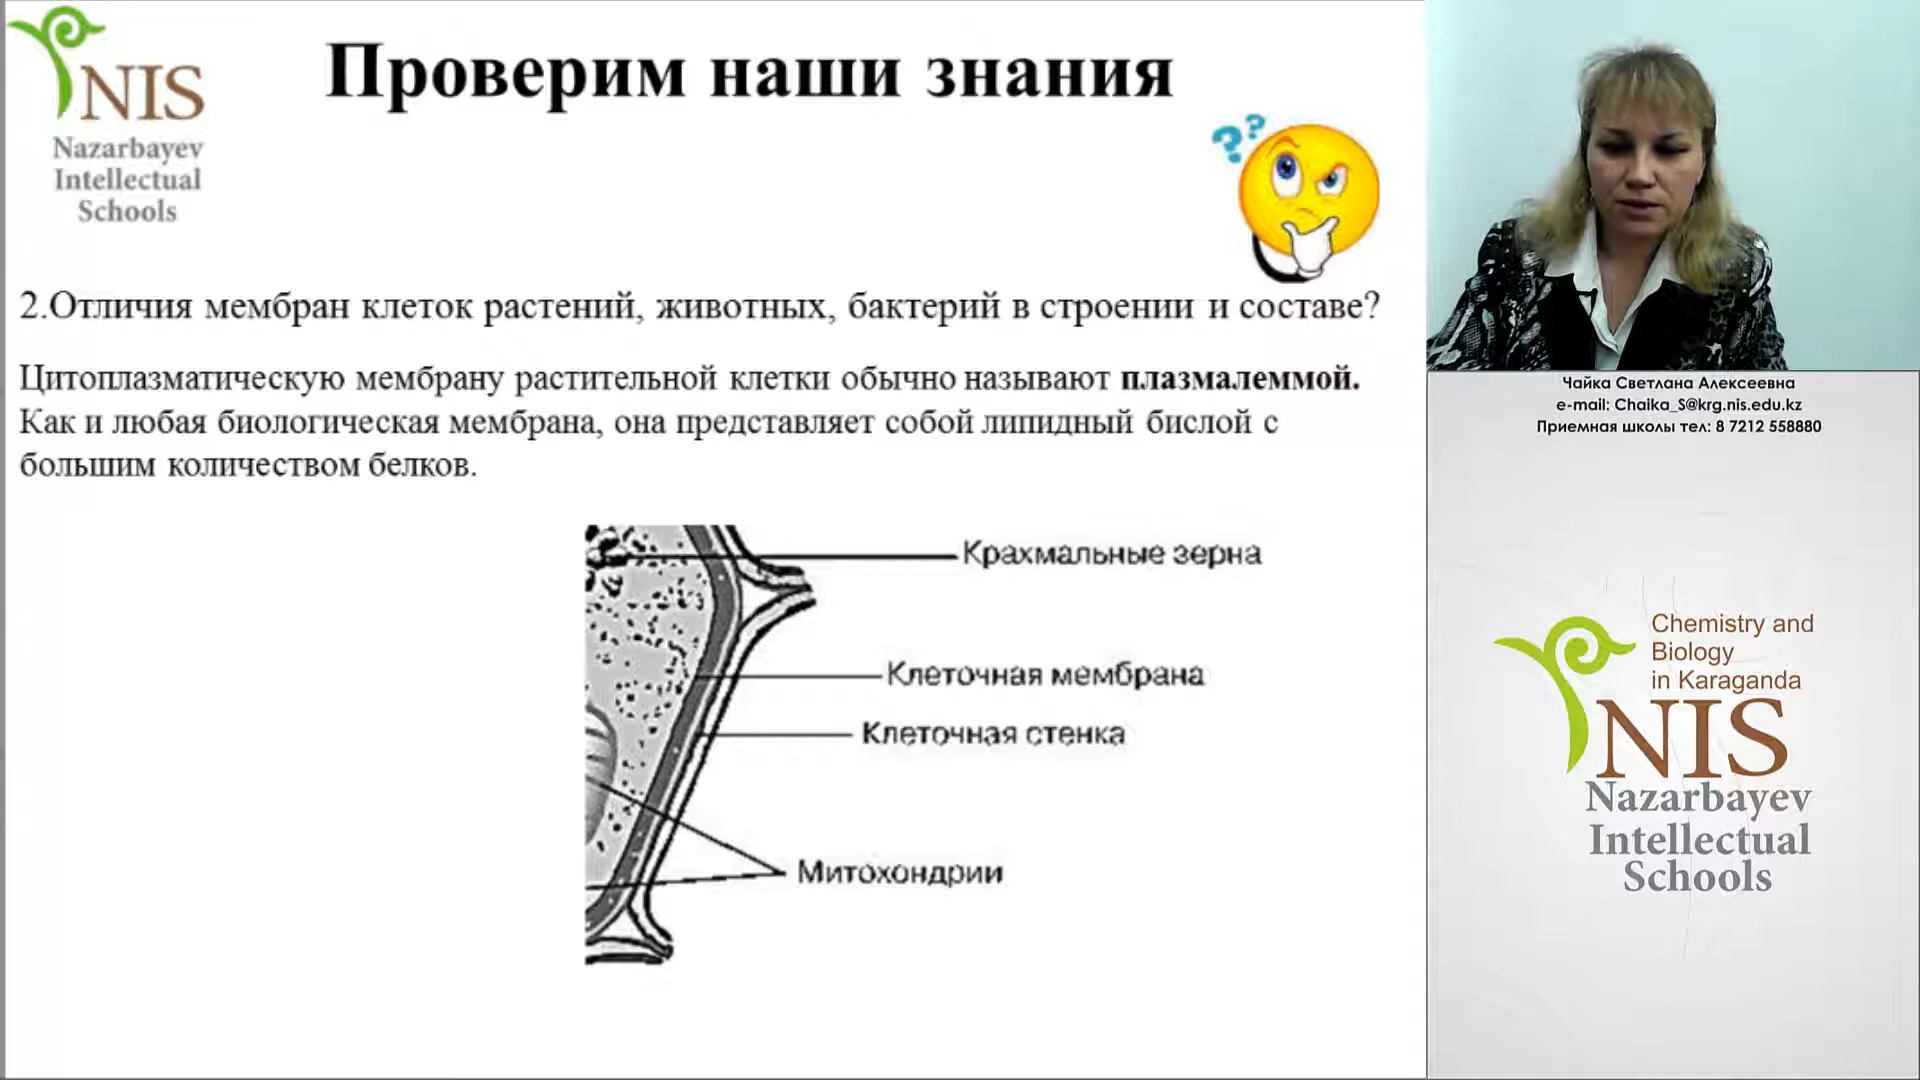 NIS
Nazarbayev
Intellectual
Schools
Проверим наши знания
??
2.Отличия мембран клеток растений, животных, бактерий в строении и составе?
Цитоплазматическую мембрану растительной клетки обычно называют плазмалеммой.
Как и любая биологическая мембрана, она представляет собой липидный бислой с
большим количеством белков.
Крахмальные зерна
Клеточная мембрана
Клеточная стенка
Митохондрии
Чайка Светлана Алексеевна
e-mail: Chaika_S@krg.nis.edu.kz
Приемная школы тел: 8 7212 558880
Chemistry and
Biology
in Karaganda
NIS
Nazarbayev
Intellectual
Schools